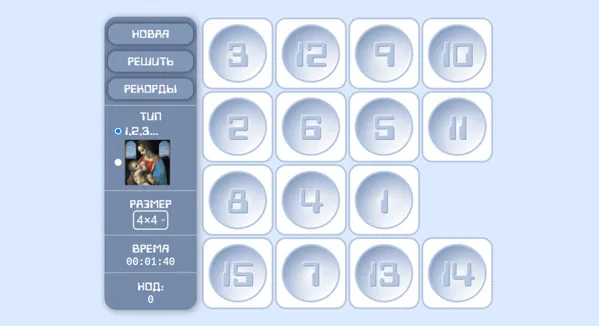 НОВАЯ
РЕШИТЬ
РЕКОРДЫ
ТИП
1,2,3...
РАЗМЕР
4×4
ВРЕМЯ
00:01:40
ХОД:
0
3 12 9 10
2 6 5 11
8 4 1
15 7 13 14